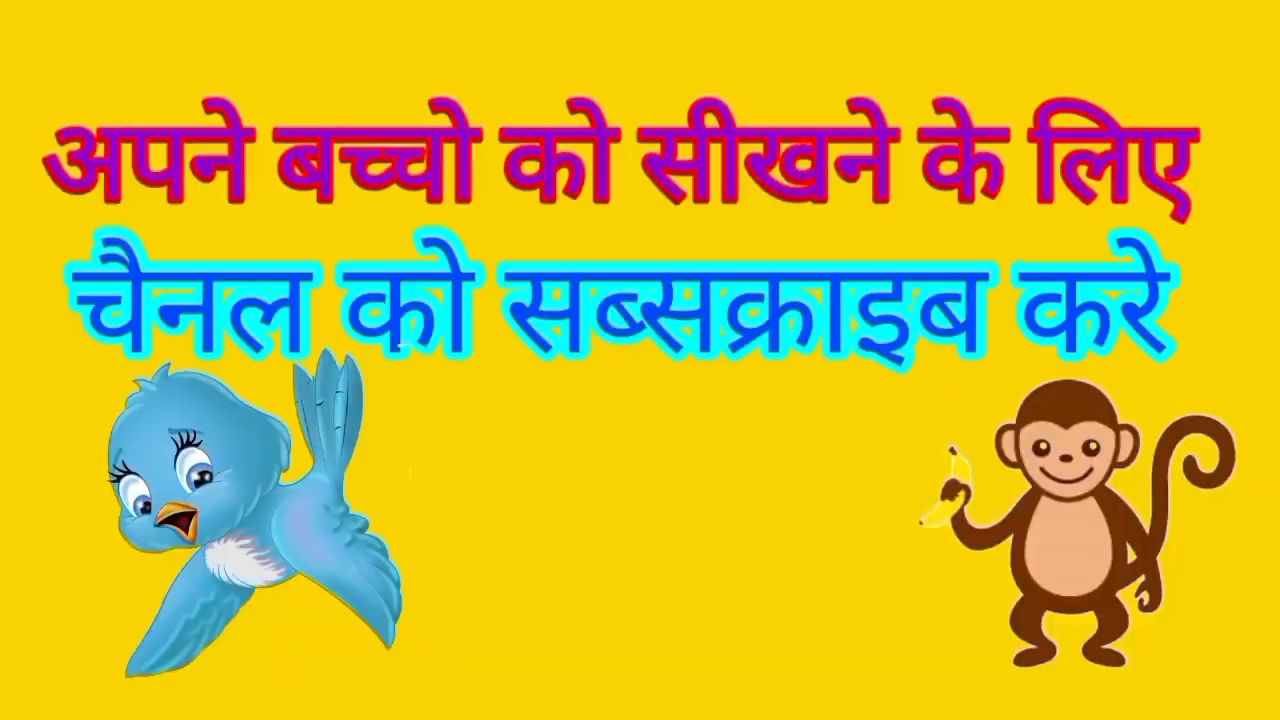 अपने बच्चो को सीखने के लिए
चैनल को सब्सक्राइब करे